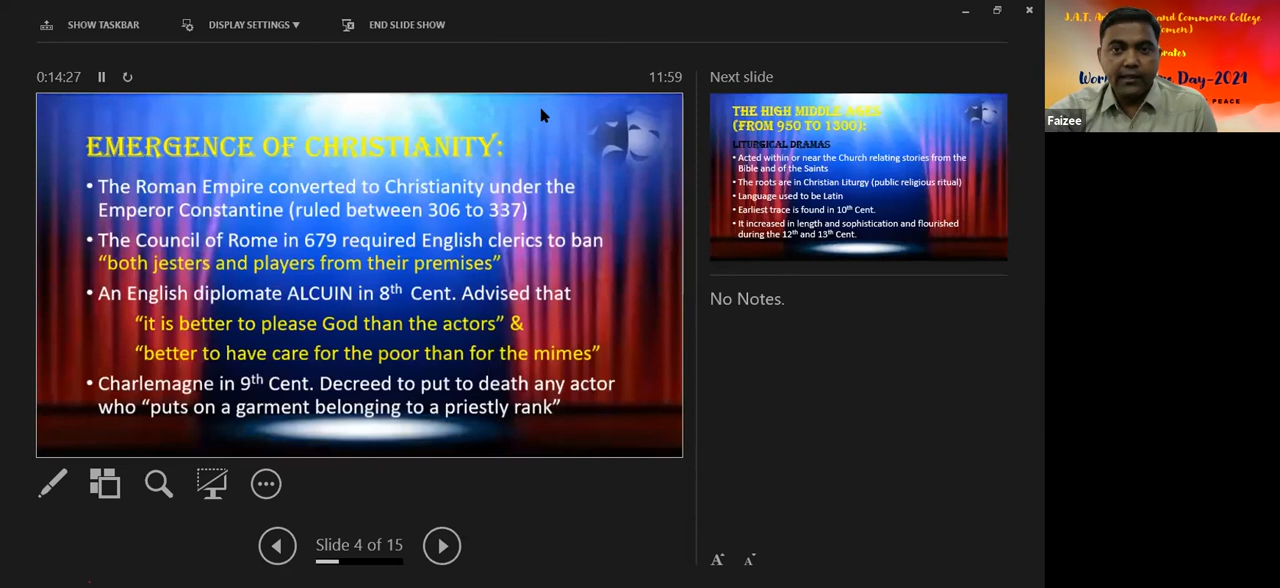 SHOW TASKBAR
DISPLAY SETTINGS
END SLIDE SHOW
0:14:27
11:59
EMERGENCE OF CHRISTIANITY:
• The Roman Empire converted to Christianity under the
Emperor Constantine (ruled between 306 to 337)
• The Council of Rome in 679 required English clerics to ban
“both jesters and players from their premises”
• An English diplomate ALCUIN in 8th Cent. Advised that
“it is better to please God than the actors” &
“better to have care for the poor than for the mimes”
• Charlemagne in 9th Cent. Decreed to put to death any actor
who “puts on a garment belonging to a priestly rank”
Slide 4 of 15
Next slide
THE HIGH MIDDLE AGES
(FROM 950 TO 1300):
LITURGICAL DRAMAS
• Acted within or near the Church relating stories from the
Bible and of the Saints
• The roots are in Christian Liturgy (public religious ritual)
• Language used to be Latin
• Earliest trace is found in 10th Cent.
• It increased in length and sophistication and flourished
during the 12th and 13th Cent.
No Notes.
A A
J.A.T. and Commerce College
Day-2021
PEACE
Faizee